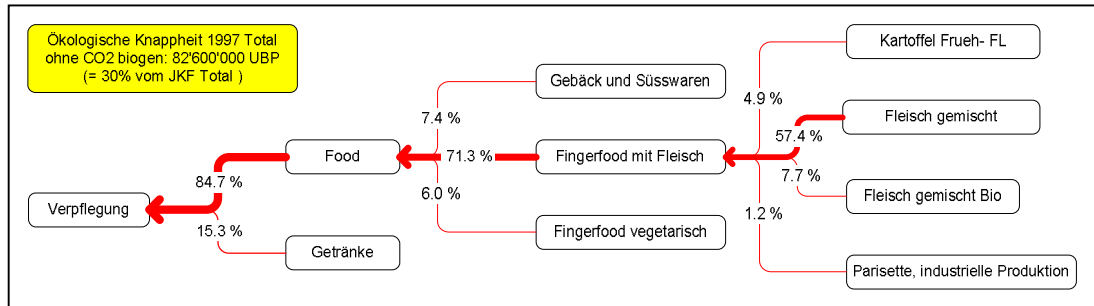 Ökologische Knappheit 1997 Total
ohne CO2 biogen: 82'600'000 UBP
(= 30% vom JKF Total )
Verpflegung
84.7 %
15.3 %
Food
Getränke
7.4 %
71.3 %
6.0 %
Gebäck und Süsswaren
Fingerfood mit Fleisch
Fingerfood vegetarisch
4.9 %
57.4 %
7.7 %
1.2 %
Kartoffel Frueh- FL
Fleisch gemischt
Fleisch gemischt Bio
Parisette, industrielle Produktion